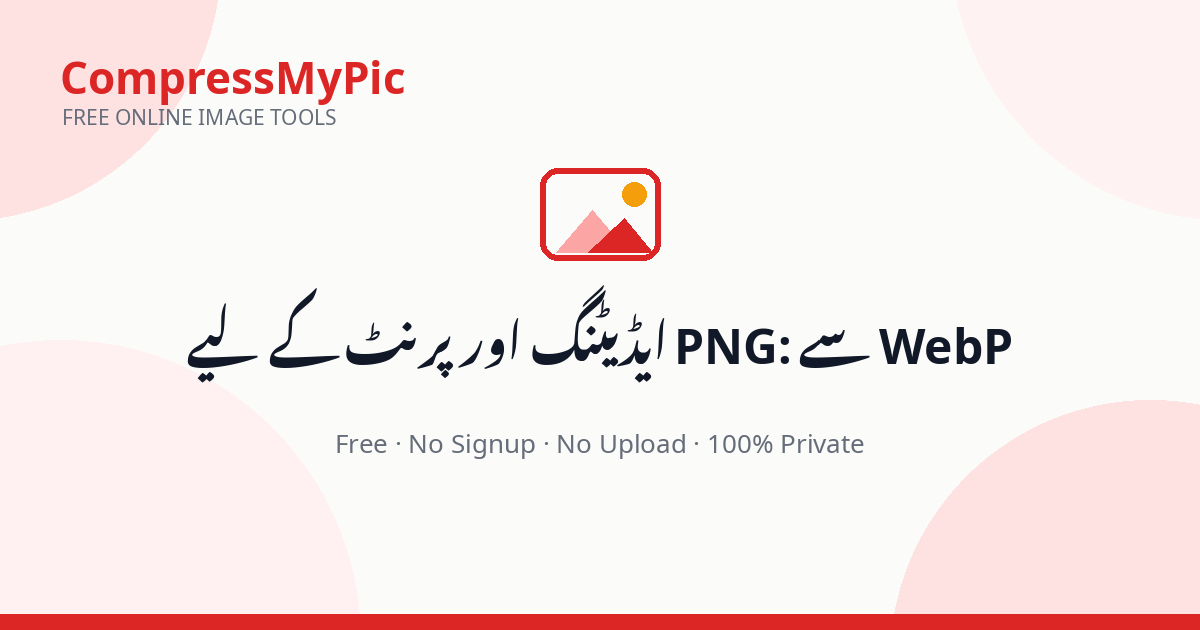 CompressMyPic
FREE ONLINE IMAGE TOOLS
WebP سے PNG: ایڈیٹنگ اور پرنٹ کے لیے
Free · No Signup · No Upload · 100% Private